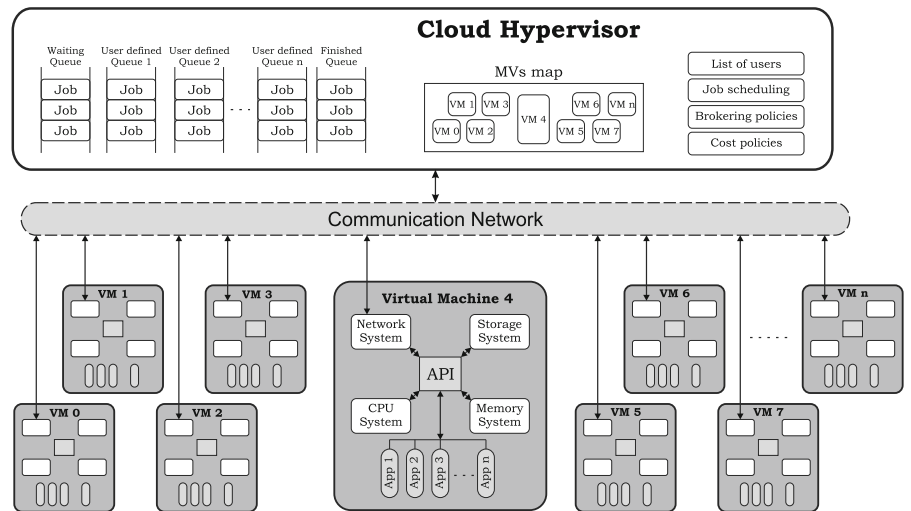 Cloud Hypervisor
Waiting
Queue
User defined
Queue 1
User defined
Queue 2
User defined
Queue n
Finished
Queue
Job Job Job Job Job
Job Job Job . . . Job Job
Job Job Job Job Job
MVs map
VM 1 VM 3 VM 4 VM 6 VM n
VM 0 VM 2 VM 5 VM 7
List of users
Job scheduling
Brokering policies
Cost policies
Communication Network
VM 1
VM 3
Virtual Machine 4
VM 6
VM n
Network
System
Storage
System
API
CPU
System
Memory
System
. . . . .
VM 0
VM 2
VM 5
VM 7
App 1
App 2
App 3
. . . .
App n